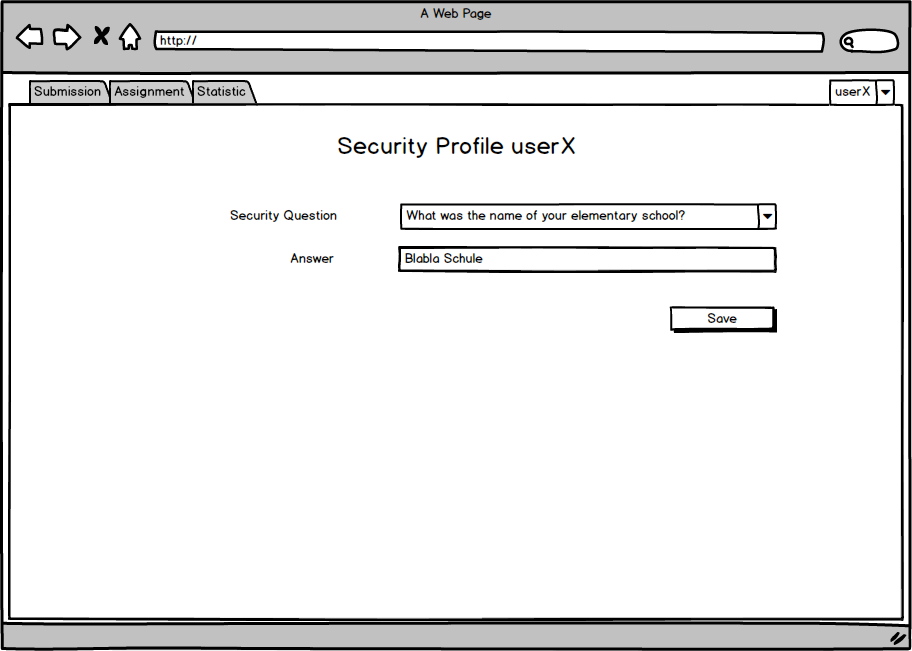 A Web Page
http://
Submission Assignment Statistic userX
Security Profile userX
Security Question What was the name of your elementary school?
Answer Blabla Schule
Save